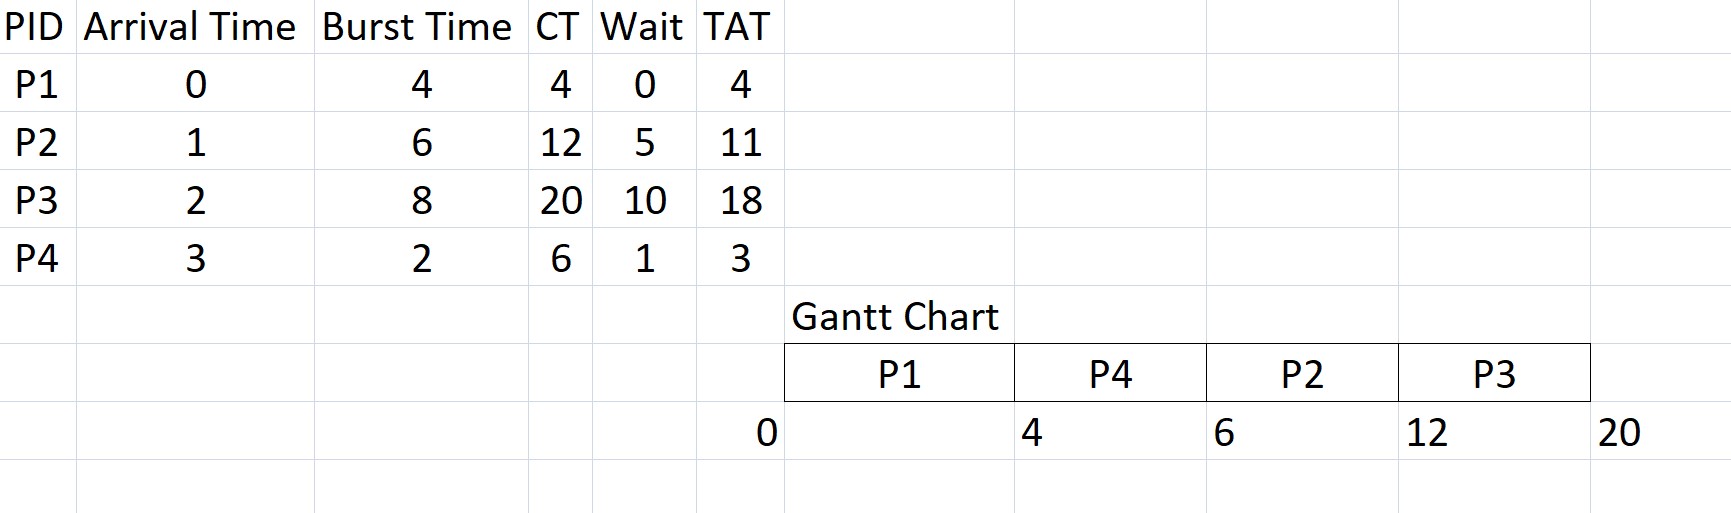 PID Arrival Time Burst Time CT Wait TAT
P1 0 4 4 0 4
P2 1 6 12 5 11
P3 2 8 20 10 18
P4 3 2 6 1 3
Gantt Chart
P1 P4 P2 P3
0 4 6 12 20